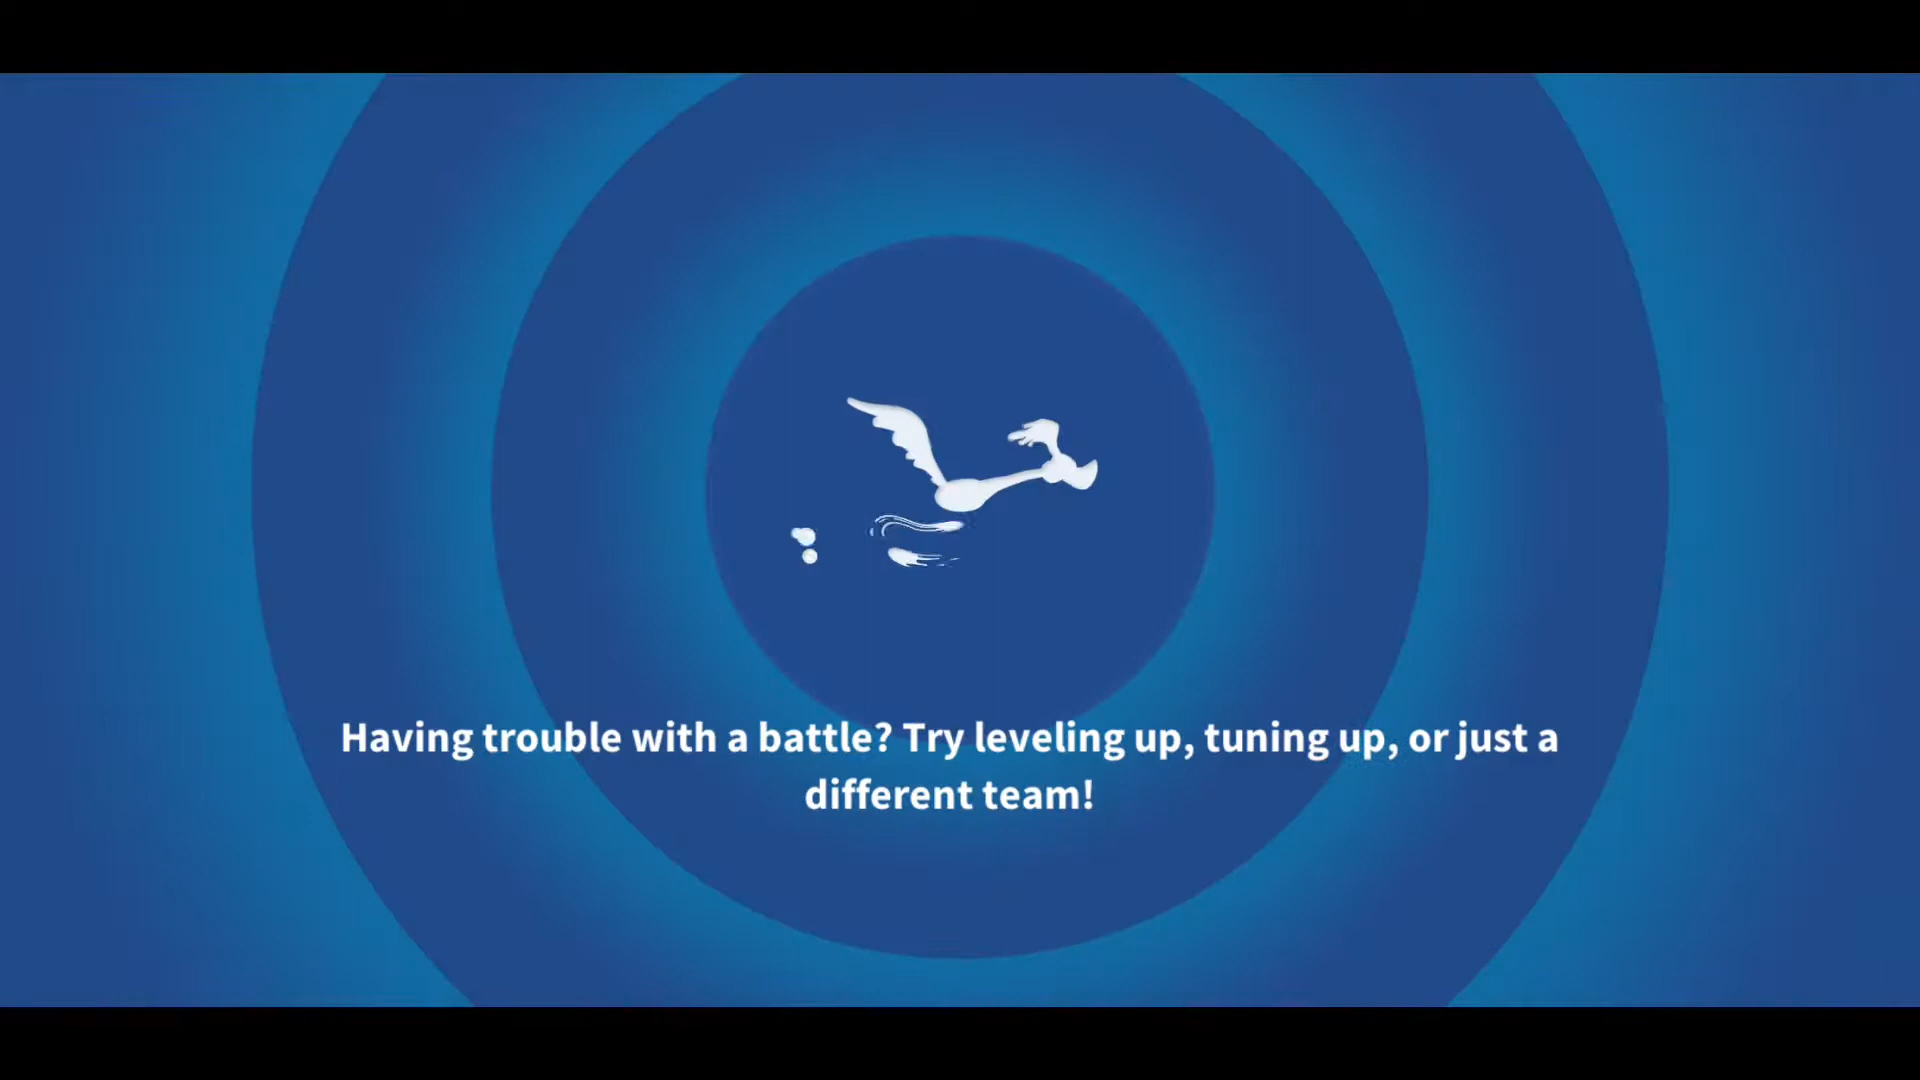 Having trouble with a battle? Try leveling up, tuning up, or just a
different team!